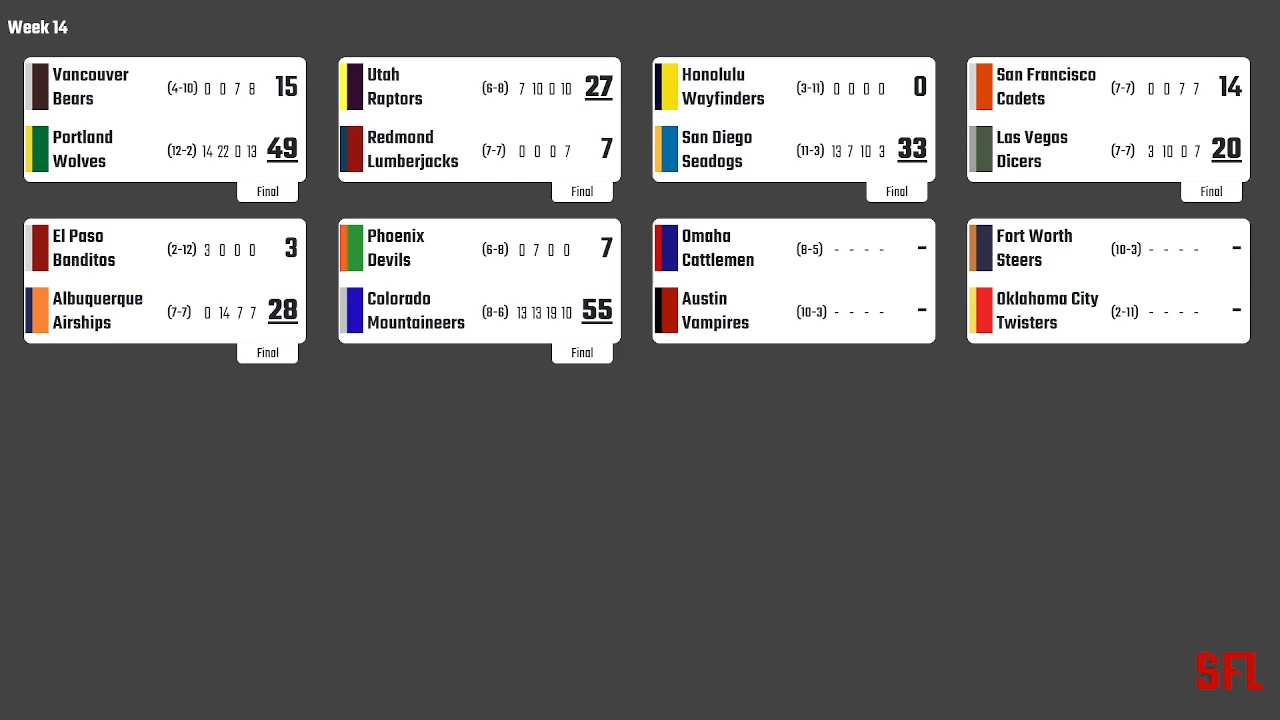 Week 14
Vancouver
Bears
(4-10) 0 0 7 8 15
Portland
Wolves
(12-2) 14 22 0 13 49
Final
Utah
Raptors
(6-8) 7 10 0 10 27
Redmond
Lumberjacks
(7-7) 0 0 0 7 7
Final
Honolulu
Wayfinders
(3-11) 0 0 0 0 0
San Diego
Seadogs
(11-3) 13 7 10 3 33
Final
San Francisco
Cadets
(7-7) 0 0 7 7 14
Las Vegas
Dicers
(7-7) 3 10 0 7 20
Final
El Paso
Banditos
(2-12) 3 0 0 0 3
Albuquerque
Airships
(7-7) 0 14 7 7 28
Final
Phoenix
Devils
(6-8) 0 7 0 0 7
Colorado
Mountaineers
(8-6) 13 13 19 10 55
Final
Omaha
Cattlemen
(8-5) - - - - -
Austin
Vampires
(10-3) - - - - -
Fort Worth
Steers
(10-3) - - - - -
Oklahoma City
Twisters
(2-11) - - - - -
SFL